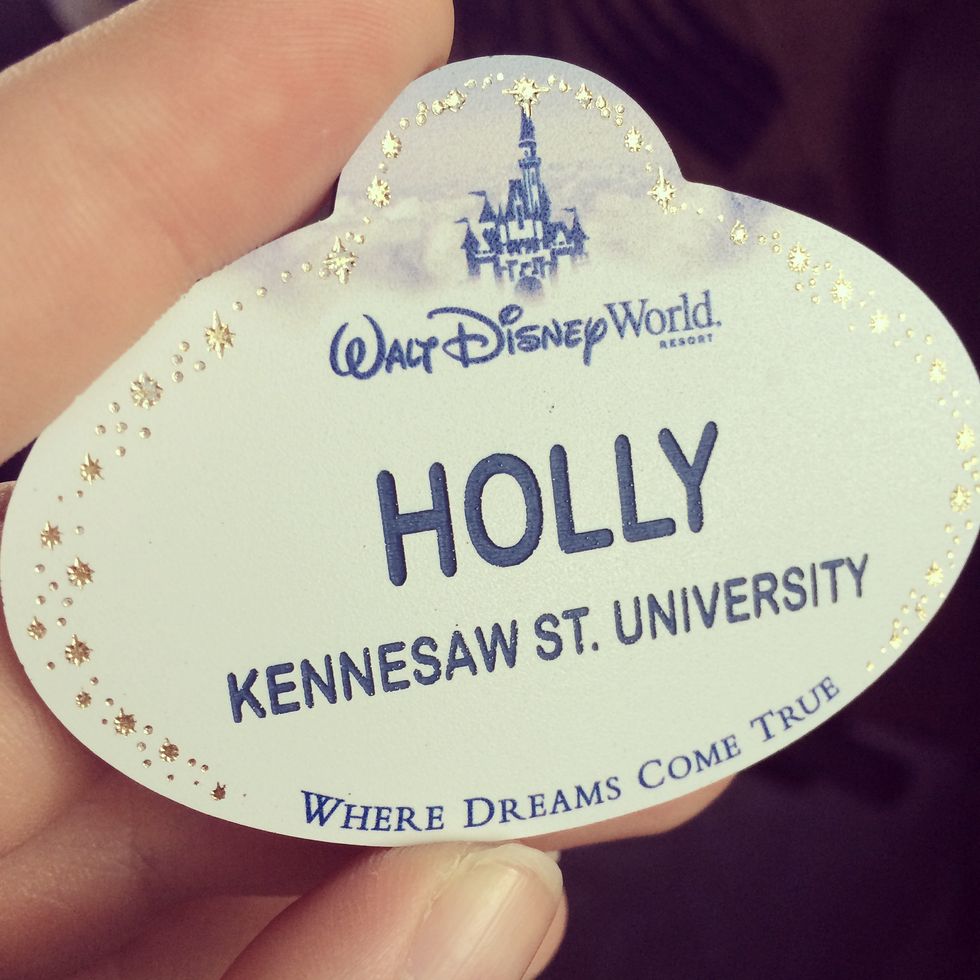 Walt Disney World.
RESORT
HOLLY
KENNESAW ST. UNIVERSITY
WHERE DREAMS COME TRUE